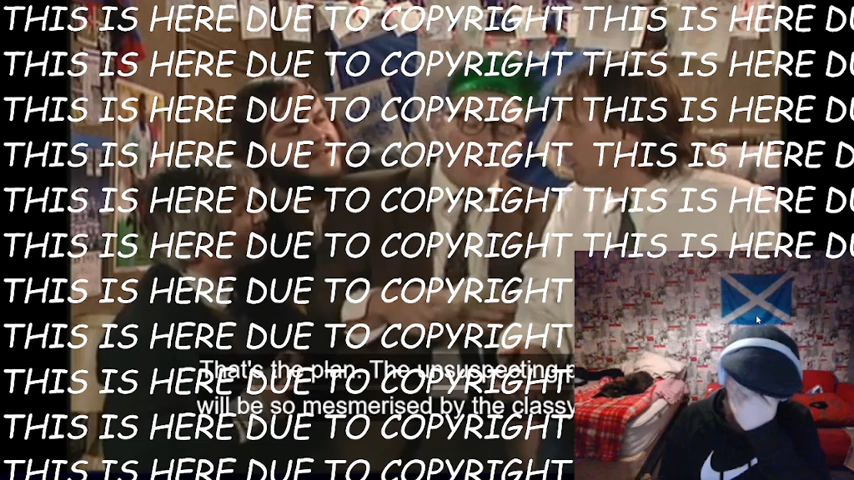 THIS IS HERE DUE TO COPYRIGHT THIS IS HERE DU
THIS IS HERE DUE TO COPYRIGHT THIS IS HERE DU
THIS IS HERE DUE TO COPYRIGHT THIS IS HERE DU
THIS IS HERE DUE TO COPYRIGHT THIS IS HERE D
THIS IS HERE DUE TO COPYRIGHT THIS IS HERE DU
THIS IS HERE DUE TO COPYRIGHT THIS IS HERE DU
THIS IS HERE DUE TO COPYRIGHT
THIS IS HERE DUE TO COPYRIGHT
That's the plan. The unsuspecting
THIS IS HERE DUE TO COPYRIGHT
will be so mesmerised by the classy
THIS IS HERE DUE TO COPYRIGHT
THIS IS HERE DUE TO COPYRIGHT